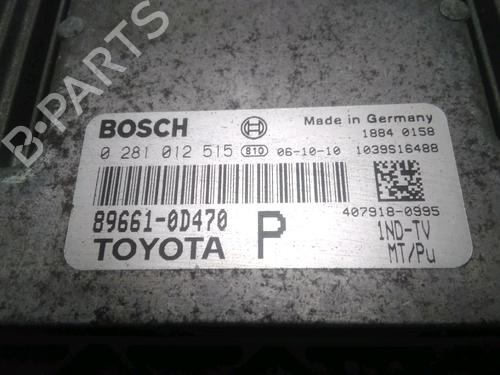 B-PARTS
BOSCH
Made in Germany
1884 0158
0 281 012 515 810 06-10-10 1039S16488
407918-0995
89661-0D470
TOYOTA P
1ND-TV
MT/Pu